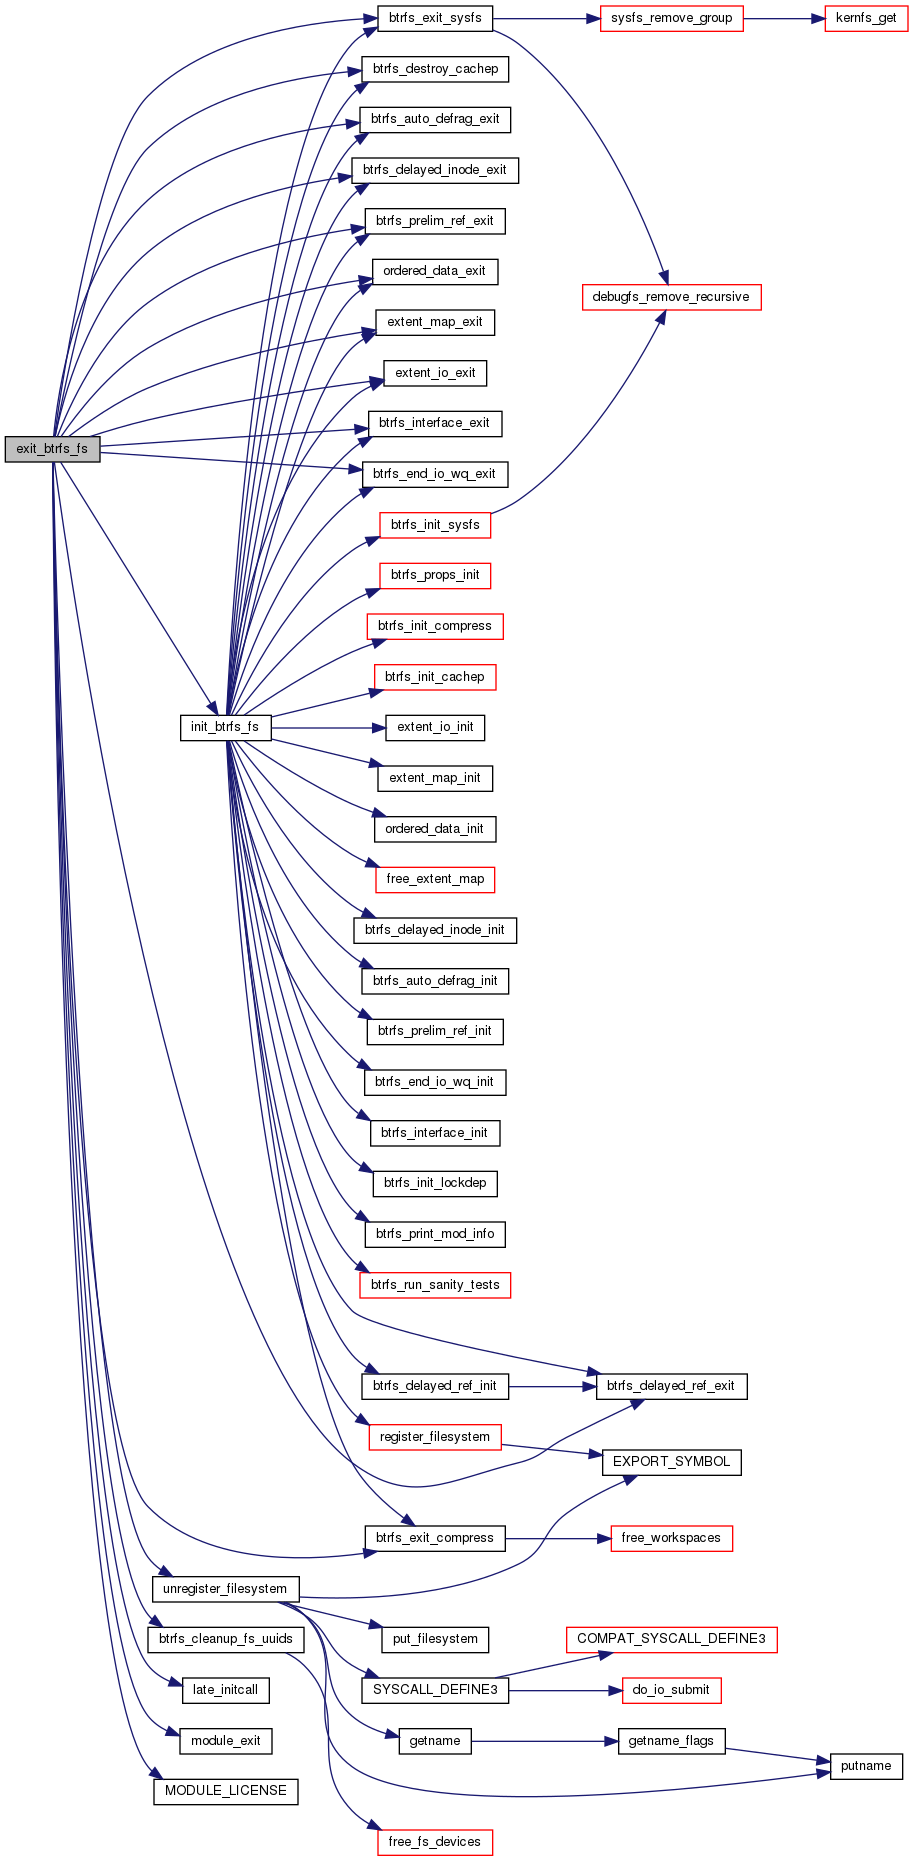 btrfs_exit_sysfs
sysfs_remove_group
kernfs_get
btrfs_destroy_cachep
btrfs_auto_defrag_exit
btrfs_delayed_inode_exit
btrfs_prelim_ref_exit
ordered_data_exit
debugfs_remove_recursive
extent_map_exit
extent_io_exit
btrfs_interface_exit
exit_btrfs_fs
btrfs_end_io_wq_exit
btrfs_init_sysfs
btrfs_props_init
btrfs_init_compress
btrfs_init_cachep
init_btrfs_fs
extent_io_init
extent_map_init
ordered_data_init
free_extent_map
btrfs_delayed_inode_init
btrfs_auto_defrag_init
btrfs_prelim_ref_init
btrfs_end_io_wq_init
btrfs_interface_init
btrfs_init_lockdep
btrfs_print_mod_info
btrfs_run_sanity_tests
btrfs_delayed_ref_init
btrfs_delayed_ref_exit
register_filesystem
EXPORT_SYMBOL
btrfs_exit_compress
free_workspaces
unregister_filesystem
btrfs_cleanup_fs_uuids
put_filesystem
COMPAT_SYSCALL_DEFINE3
late_initcall
SYSCALL_DEFINE3
do_io_submit
module_exit
getname
getname_flags
putname
MODULE_LICENSE
free_fs_devices